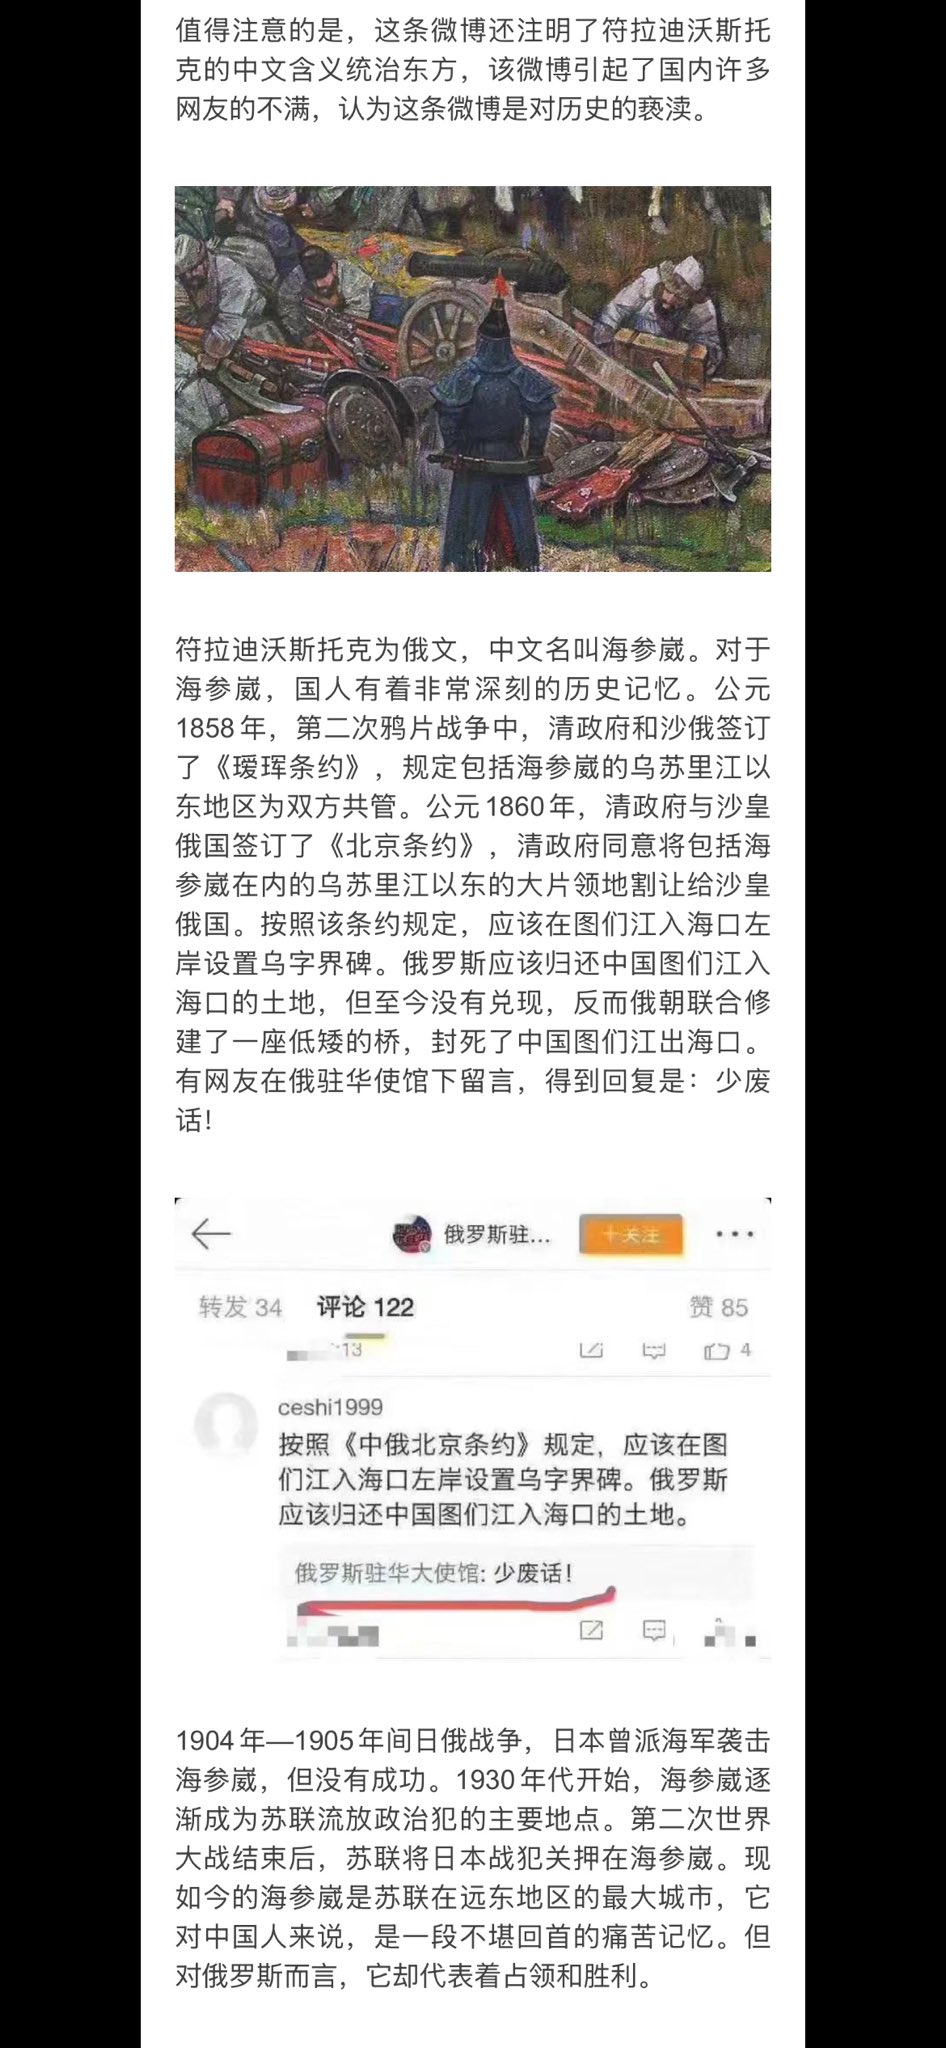 值得注意的是，这条微博还注明了符拉迪沃斯托
克的中文含义统治东方，该微博引起了国内许多
网友的不满，认为这条微博是对历史的亵渎。
符拉迪沃斯托克为俄文，中文名叫海参崴。对于
海参崴，国人有着非常深刻的历史记忆。公元
1858年，第二次鸦片战争中，清政府和沙俄签订
了《瑷珲条约》，规定包括海参崴的乌苏里江以
东地区为双方共管。公元1860年，清政府与沙皇
俄国签订了《北京条约》，清政府同意将包括海
参崴在内的乌苏里江以东的大片领地割让给沙皇
俄国。按照该条约规定，应该在图们江入海口左
岸设置乌字界碑。俄罗斯应该归还中国图们江入
海口的土地，但至今没有兑现，反而俄朝联合修
建了一座低矮的桥，封死了中国图们江出海口。
有网友在俄驻华使馆下留言，得到回复是：少废
话！
俄罗斯驻... 十关注
转发 34 评论 122 赞 85
13 4
ceshi1999
按照《中俄北京条约》规定，应该在图
们江入海口左岸设置乌字界碑。俄罗斯
应该归还中国图们江入海口的土地。
俄罗斯驻华大使馆: 少废话！
1904年—1905年间日俄战争，日本曾派海军袭击
海参崴，但没有成功。1930年代开始，海参崴逐
渐成为苏联流放政治犯的主要地点。第二次世界
大战结束后，苏联将日本战犯关押在海参崴。现
如今的海参崴是苏联在远东地区的最大城市，它
对中国人来说，是一段不堪回首的痛苦记忆。但
对俄罗斯而言，它却代表着占领和胜利。